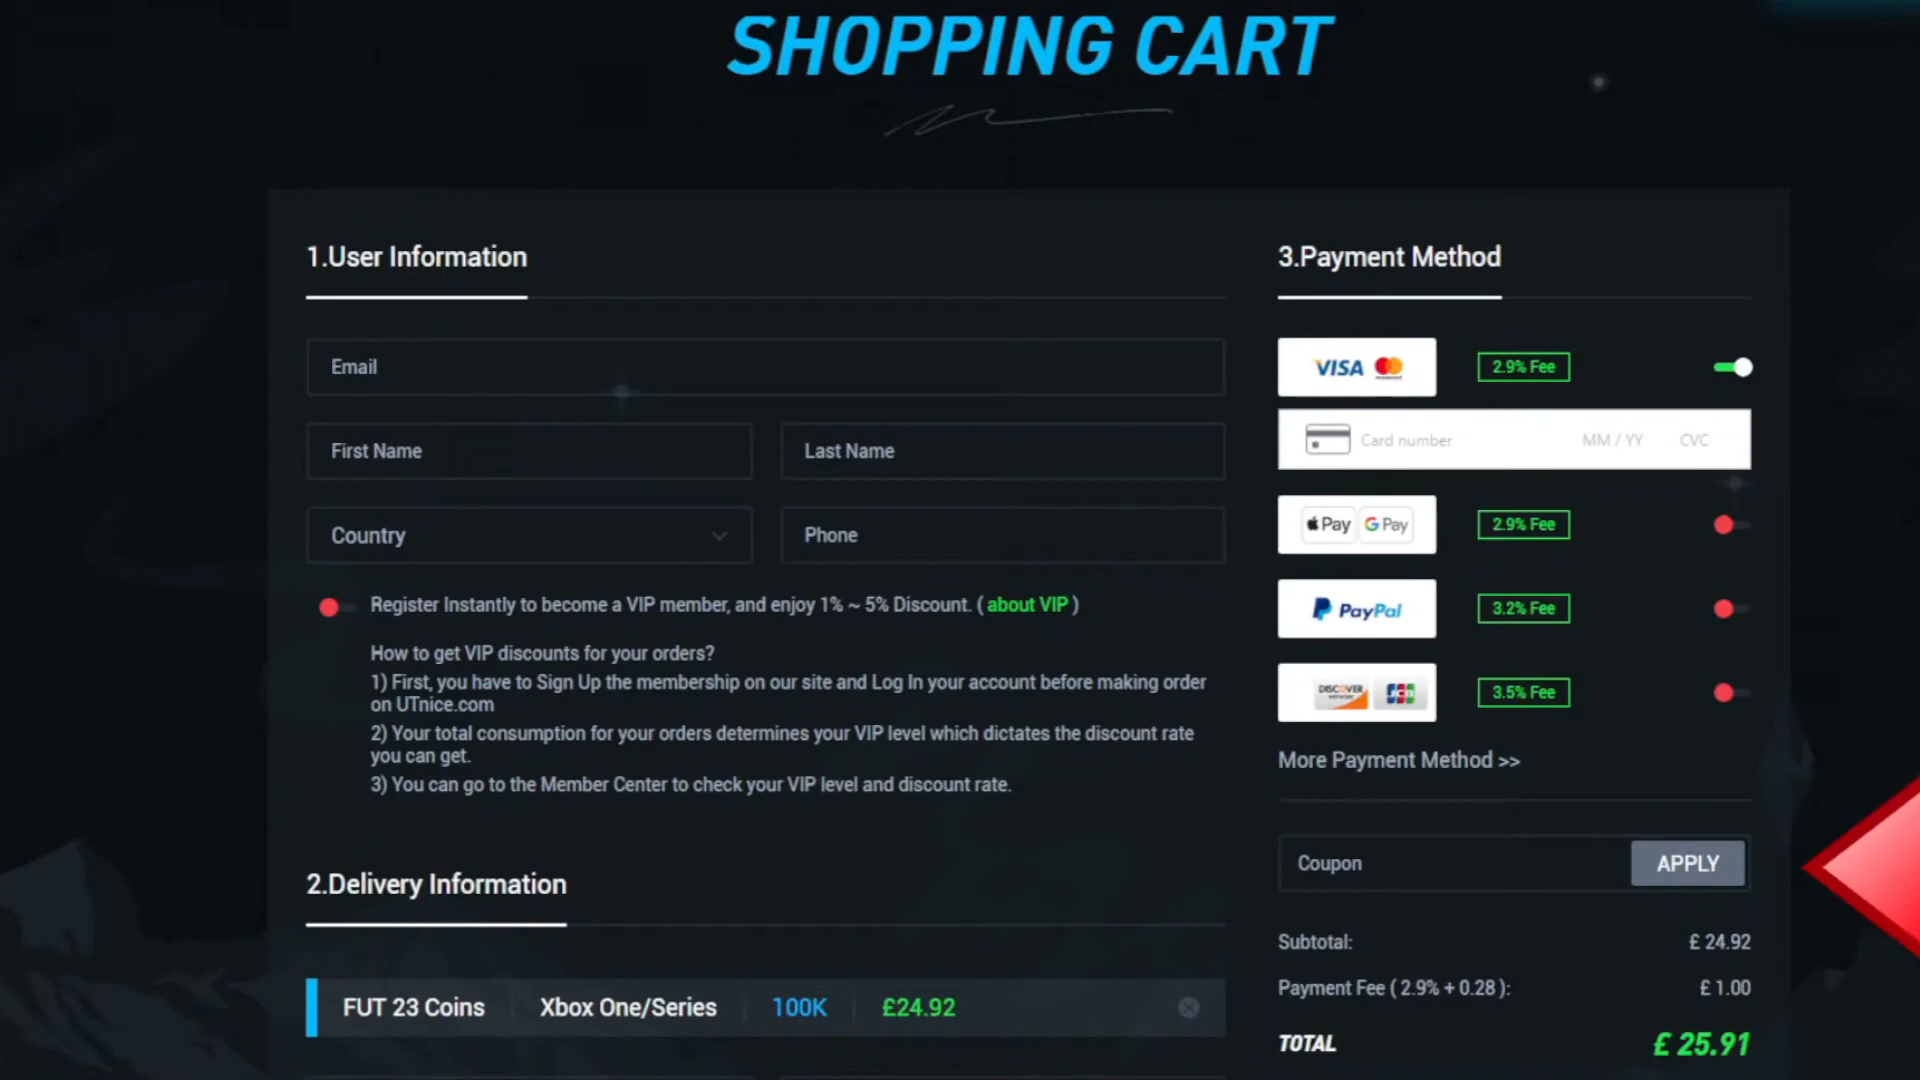 SHOPPING CART
1.User Information
Email
First Name
Last Name
Country
Phone
Register Instantly to become a VIP member, and enjoy 1% ~ 5% Discount. ( about VIP )
How to get VIP discounts for your orders?
1) First, you have to Sign Up the membership on our site and Log In your account before making order
on UTnice.com
2) Your total consumption for your orders determines your VIP level which dictates the discount rate
you can get.
3) You can go to the Member Center to check your VIP level and discount rate.
2.Delivery Information
FUT 23 Coins Xbox One/Series 100K £24.92
3.Payment Method
VISA 2.9% Fee
Card number MM / YY CVC
Pay G Pay 2.9% Fee
PayPal 3.2% Fee
DISCOVER JCB 3.5% Fee
More Payment Method >>
Coupon APPLY
Subtotal: £ 24.92
Payment Fee ( 2.9% + 0.28 ): £ 1.00
TOTAL £ 25.91